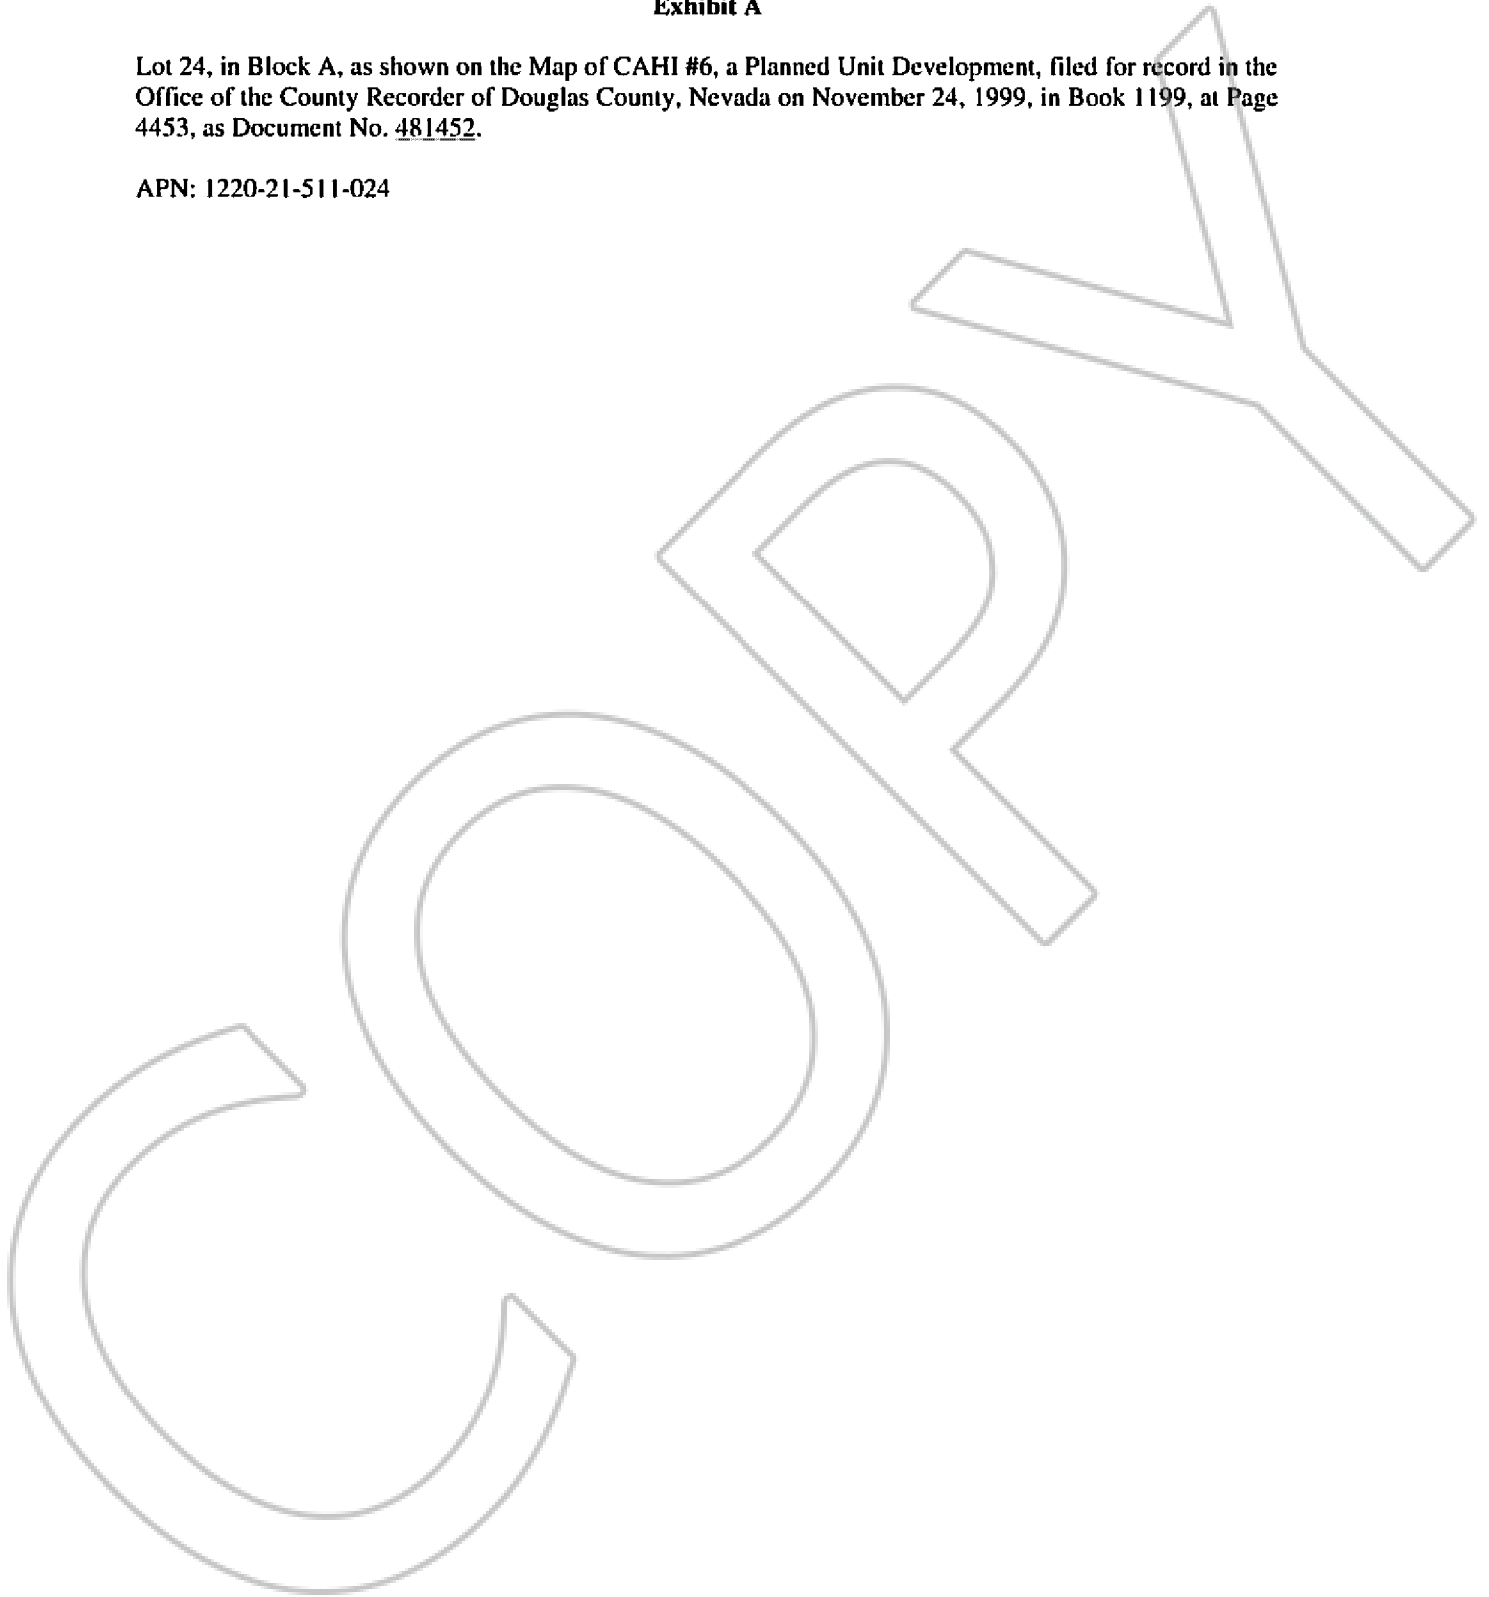 Exhibit A
Lot 24, in Block A, as shown on the Map of CAHI #6, a Planned Unit Development, filed for record in the
Office of the County Recorder of Douglas County, Nevada on November 24, 1999, in Book 1199, at Page
4453, as Document No. 481452.
APN: 1220-21-511-024
COPY